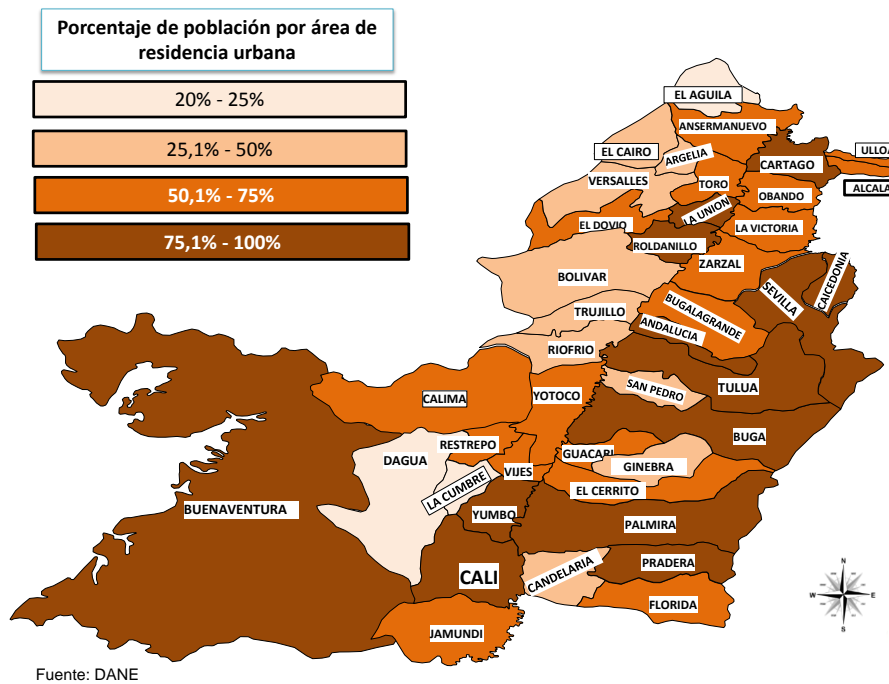 Porcentaje de población por área de
residencia urbana
20% - 25%
25,1% - 50%
50,1% - 75%
75,1% - 100%
EL AGUILA
ANSERMANUEVO
EL CAIRO
ARGELIA
CARTAGO
ULLOA
ALCALA
VERSALLES
TORO
OBANDO
LA UNION
EL DOVIO
LA VICTORIA
ROLDANILLO
ZARZAL
BOLIVAR
SEVILLA
CAICEDONIA
TRUJILLO
BUGALAGRANDE
ANDALUCIA
RIOFRIO
SAN PEDRO
TULUA
CALIMA
YOTOCO
BUGA
RESTREPO
GUACARI
DAGUA
VIJES
GINEBRA
LA CUMBRE
EL CERRITO
BUENAVENTURA
YUMBO
PALMIRA
CALI
CANDELARIA
PRADERA
FLORIDA
JAMUNDI
N
W
E
S
Fuente: DANE